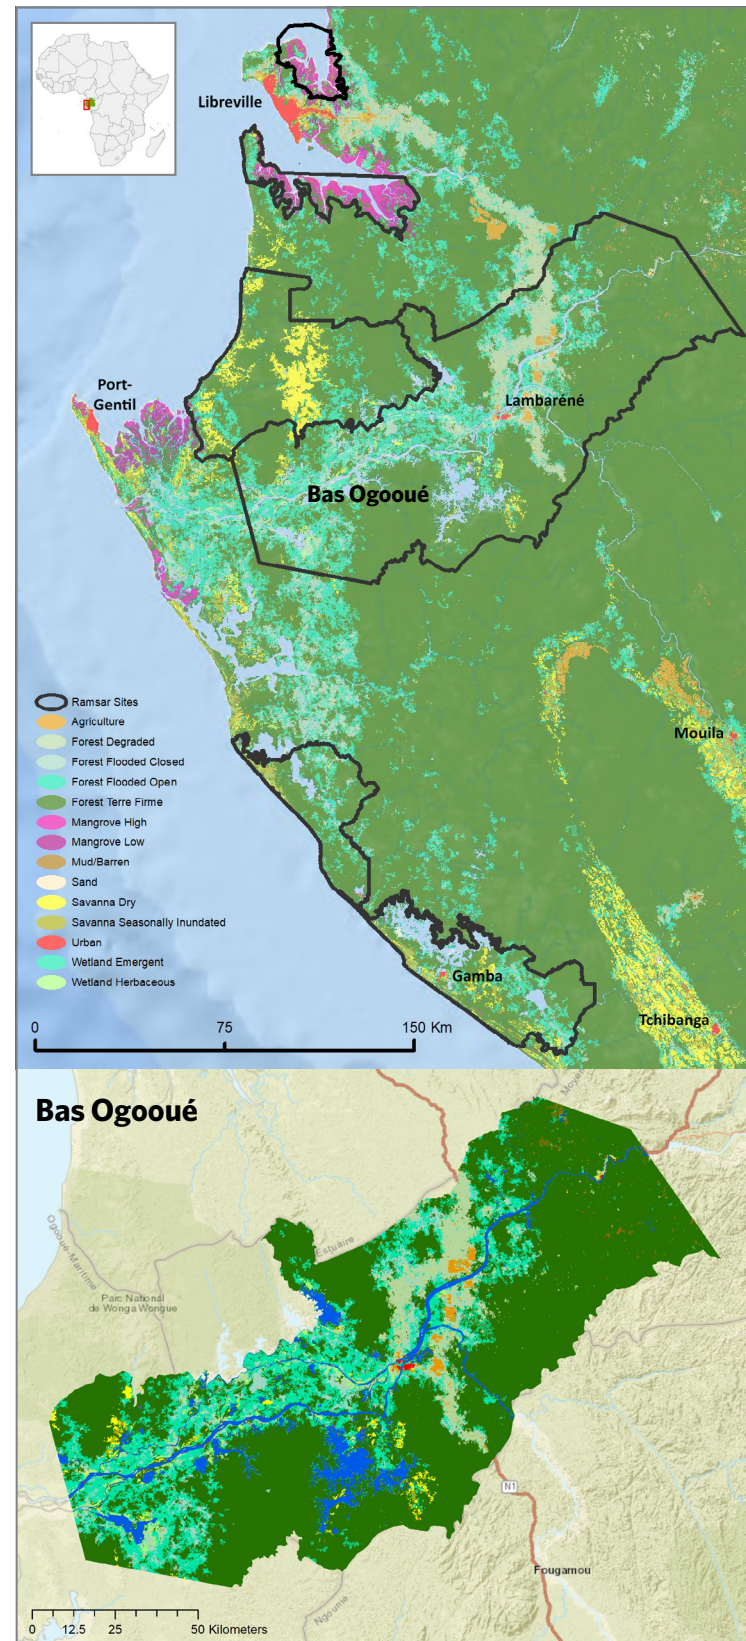 Libreville
Port-
Gentil
Lambaréné
Bas Ogooué
Mouila
Gamba
Tchibanga
Ramsar Sites
Agriculture
Forest Degraded
Forest Flooded Closed
Forest Flooded Open
Forest Terre Firme
Mangrove High
Mangrove Low
Mud/Barren
Sand
Savanna Dry
Savanna Seasonally Inundated
Urban
Wetland Emergent
Wetland Herbaceous
0 75 150 Km
Bas Ogooué
Moyen
Estuaire
Ogooué-Maritime
Parc National
de Wonga Wongue
N1
Fougamou
Ngounie
0 12.5 25 50 Kilometers